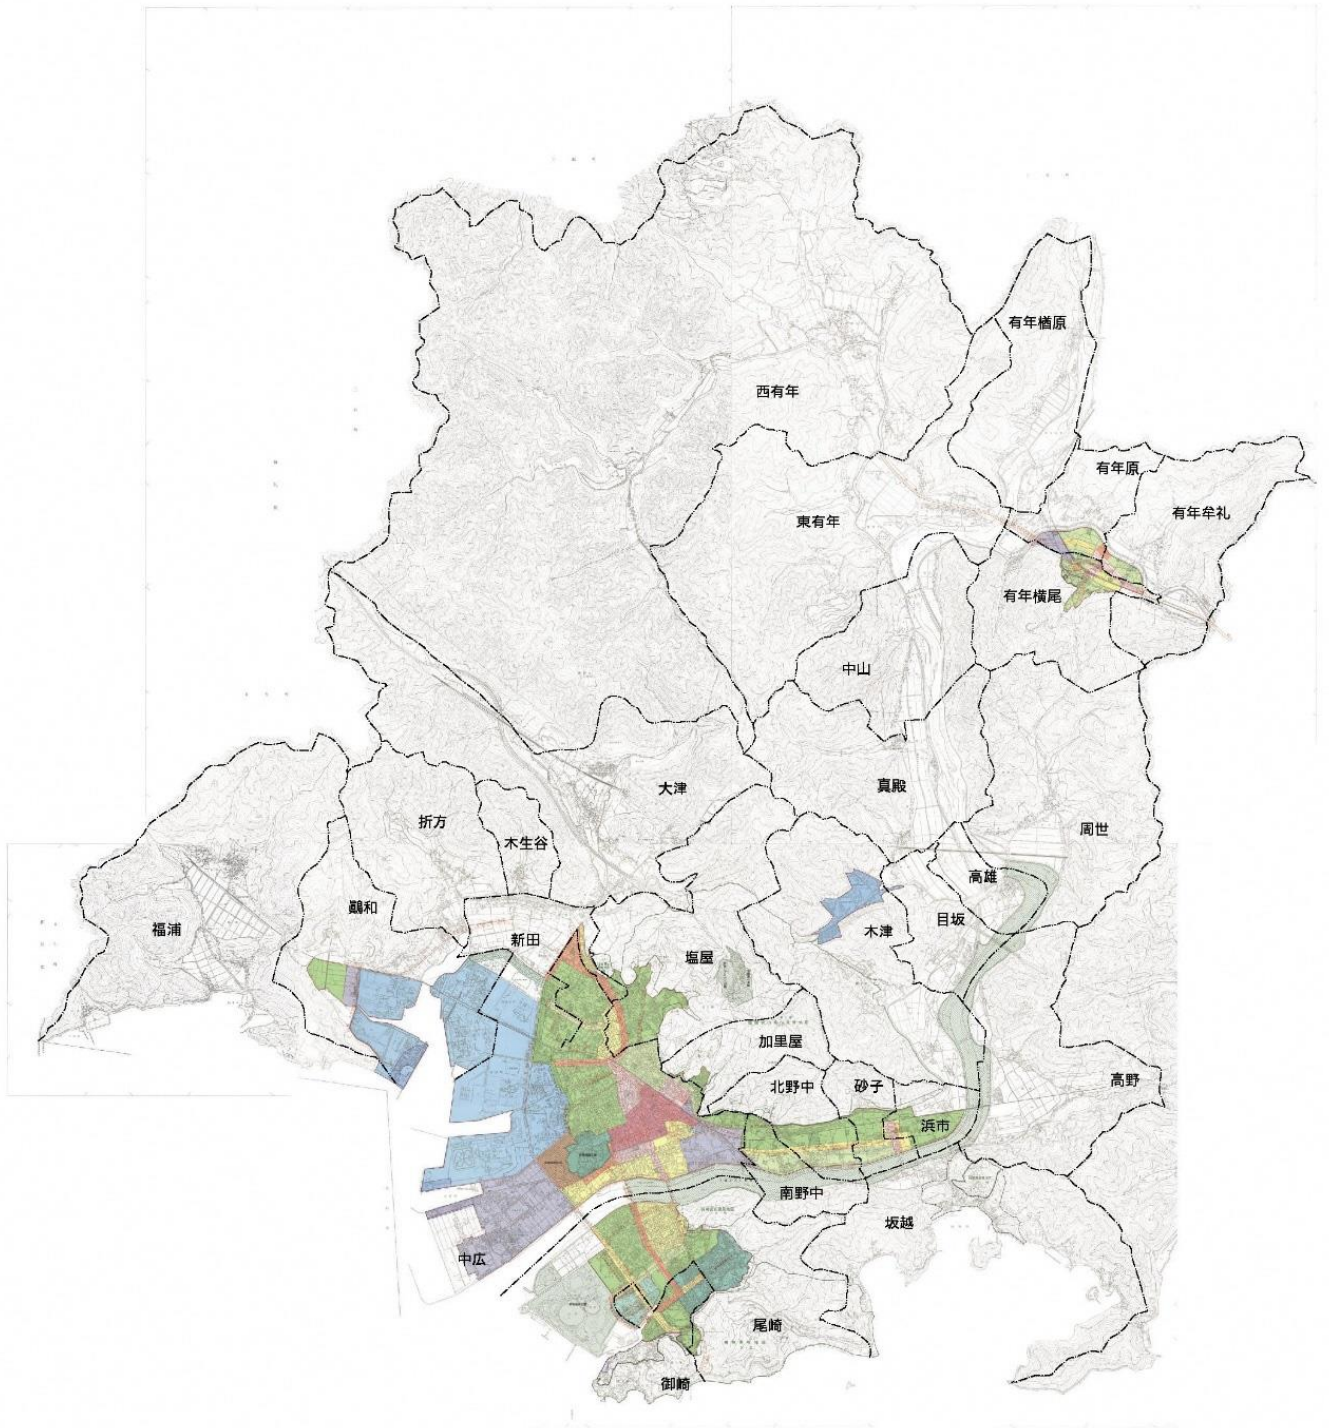 有年楢原
西有年
有年原
有年牟礼
東有年
有年横尾
中山
大津
真殿
折方
木生谷
周世
高雄
鷏和
目坂
福浦
新田
木津
塩屋
加里屋
高野
北野中
砂子
浜市
南野中
坂越
中広
尾崎
御崎